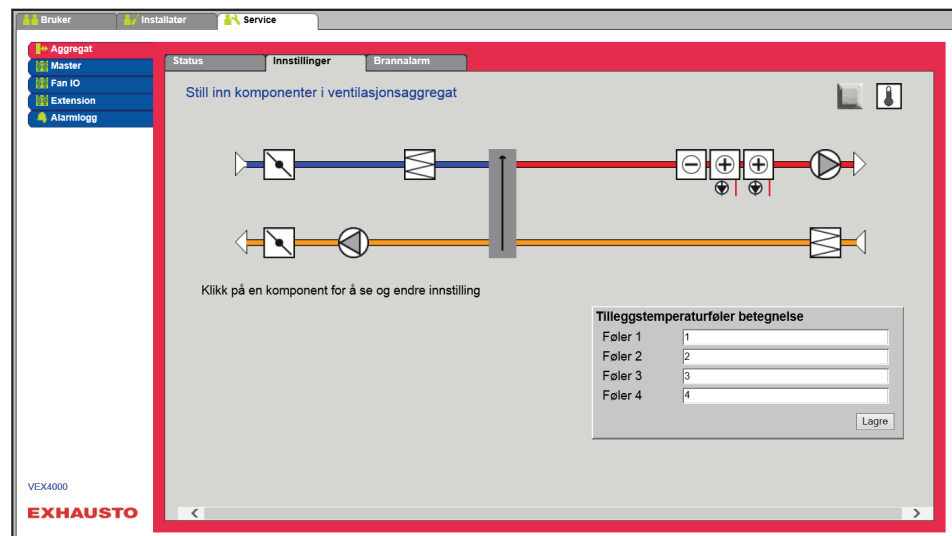 Bruker
Installatør
Service
Aggregat
Master
Fan IO
Extension
Alarmlogg
Status
Innstillinger
Brannalarm
Still inn komponenter i ventilasjonsaggregat
Klikk på en komponent for å se og endre innstilling
Tilleggstemperaturføler betegnelse
Føler 1 1
Føler 2 2
Føler 3 3
Føler 4 4
Lagre
VEX4000
EXHAUSTO